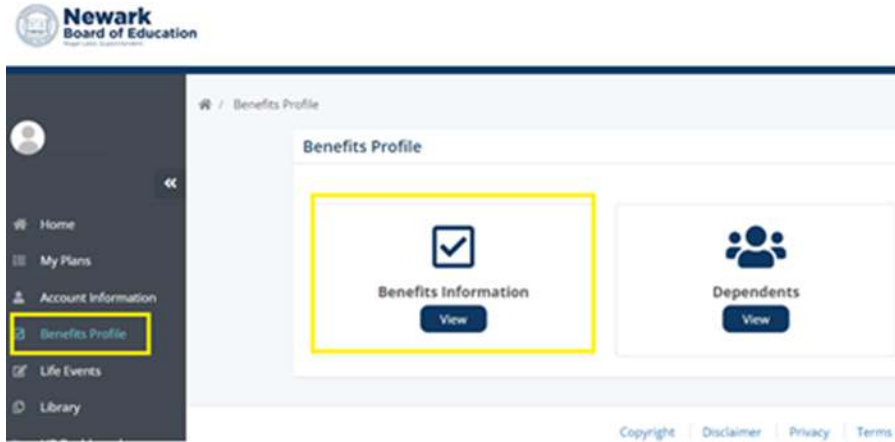 Newark
Board of Education
/ Benefits Profile
Benefits Profile
Home
My Plans
Account Information
Benefits Profile
Life Events
Library
Benefits Information
View
Dependents
View
Copyright Disclaimer Privacy Terms